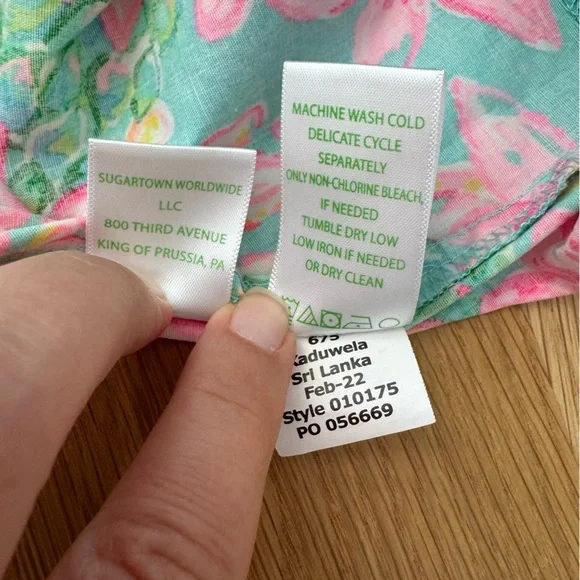 SUGARTOWN WORLDWIDE
LLC
800 THIRD AVENUE
KING OF PRUSSIA, PA
MACHINE WASH COLD
DELICATE CYCLE
SEPARATELY
ONLY NON-CHLORINE BLEACH,
IF NEEDED
TUMBLE DRY LOW
LOW IRON IF NEEDED
OR DRY CLEAN
675
Kaduwela
Sri Lanka
Feb-22
Style 010175
PO 056669